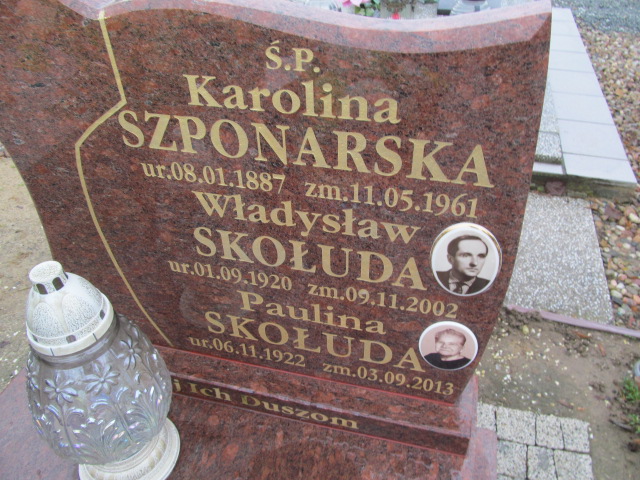 Ś.P.
Karolina
SZPONARSKA
ur.08.01.1887 zm.11.05.1961
Władysław
SKOŁUDA
ur.01.09.1920 zm.09.11.2002
Paulina
SKOŁUDA
ur.06.11.1922 zm.03.09.2013
Ich Duszom